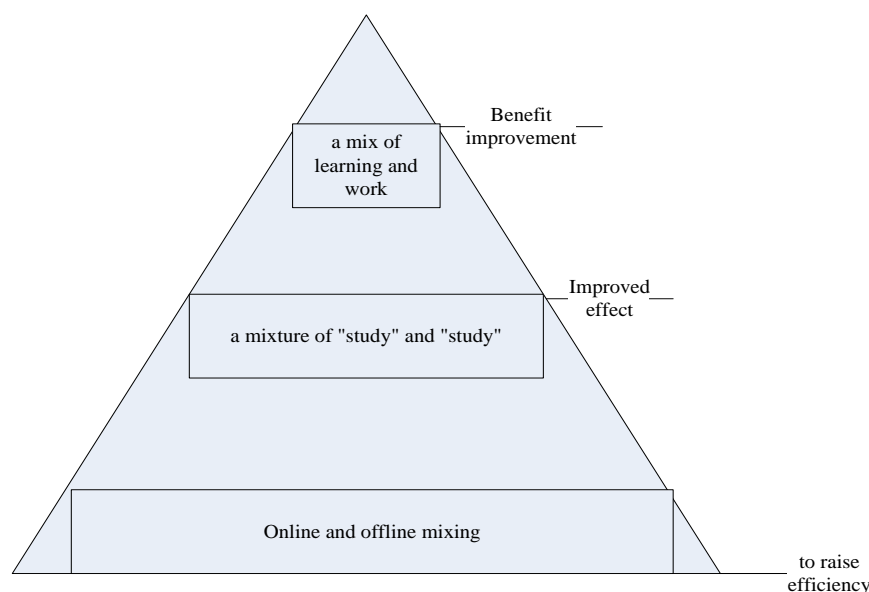 Benefit
improvement
a mix of
learning and
work
Improved
effect
a mixture of "study" and "study"
Online and offline mixing
to raise
efficiency